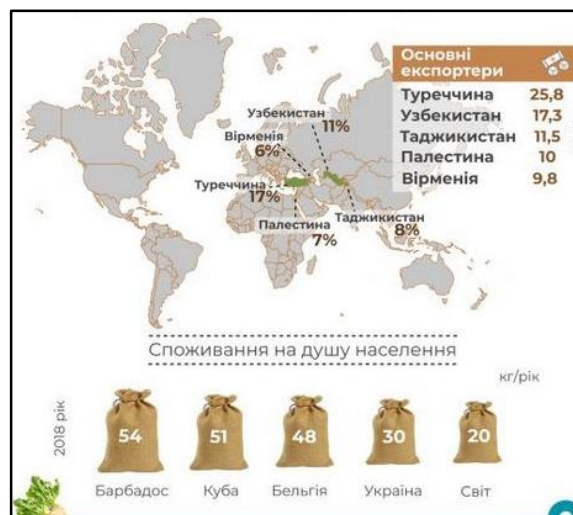 Основні
експортери
Туреччина 25,8
Узбекистан 17,3
Таджикистан 11,5
Палестина 10
Вірменія 9,8
Узбекистан
11%
Вірменія
6%
Туреччина
17%
Палестина
7%
Таджикистан
8%
Споживання на душу населення
кг/рік
2018 рік
54 51 48 30 20
Барбадос Куба Бельгія Україна Світ